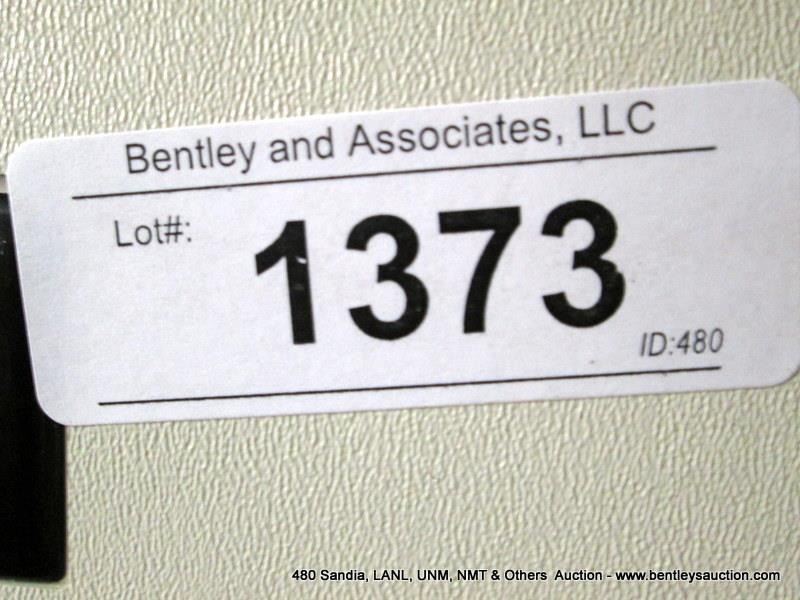 Bentley and Associates, LLC
Lot#:
1373
ID:480
480 Sandia, LANL, UNM, NMT & Others  Auction - www.bentleysauction.com